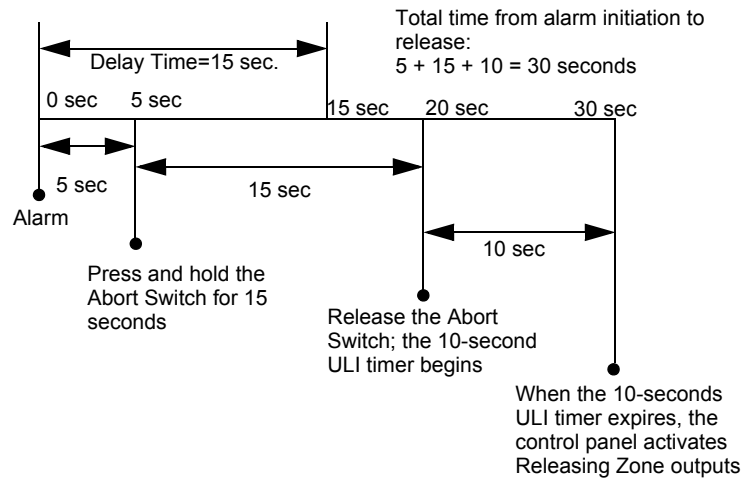 Total time from alarm initiation to
release:
5 + 15 + 10 = 30 seconds
Delay Time=15 sec.
0 sec
5 sec
15 sec
20 sec
30 sec
5 sec
15 sec
Alarm
10 sec
Press and hold the
Abort Switch for 15
seconds
Release the Abort
Switch; the 10-second
ULI timer begins
When the 10-seconds
ULI timer expires, the
control panel activates
Releasing Zone outputs